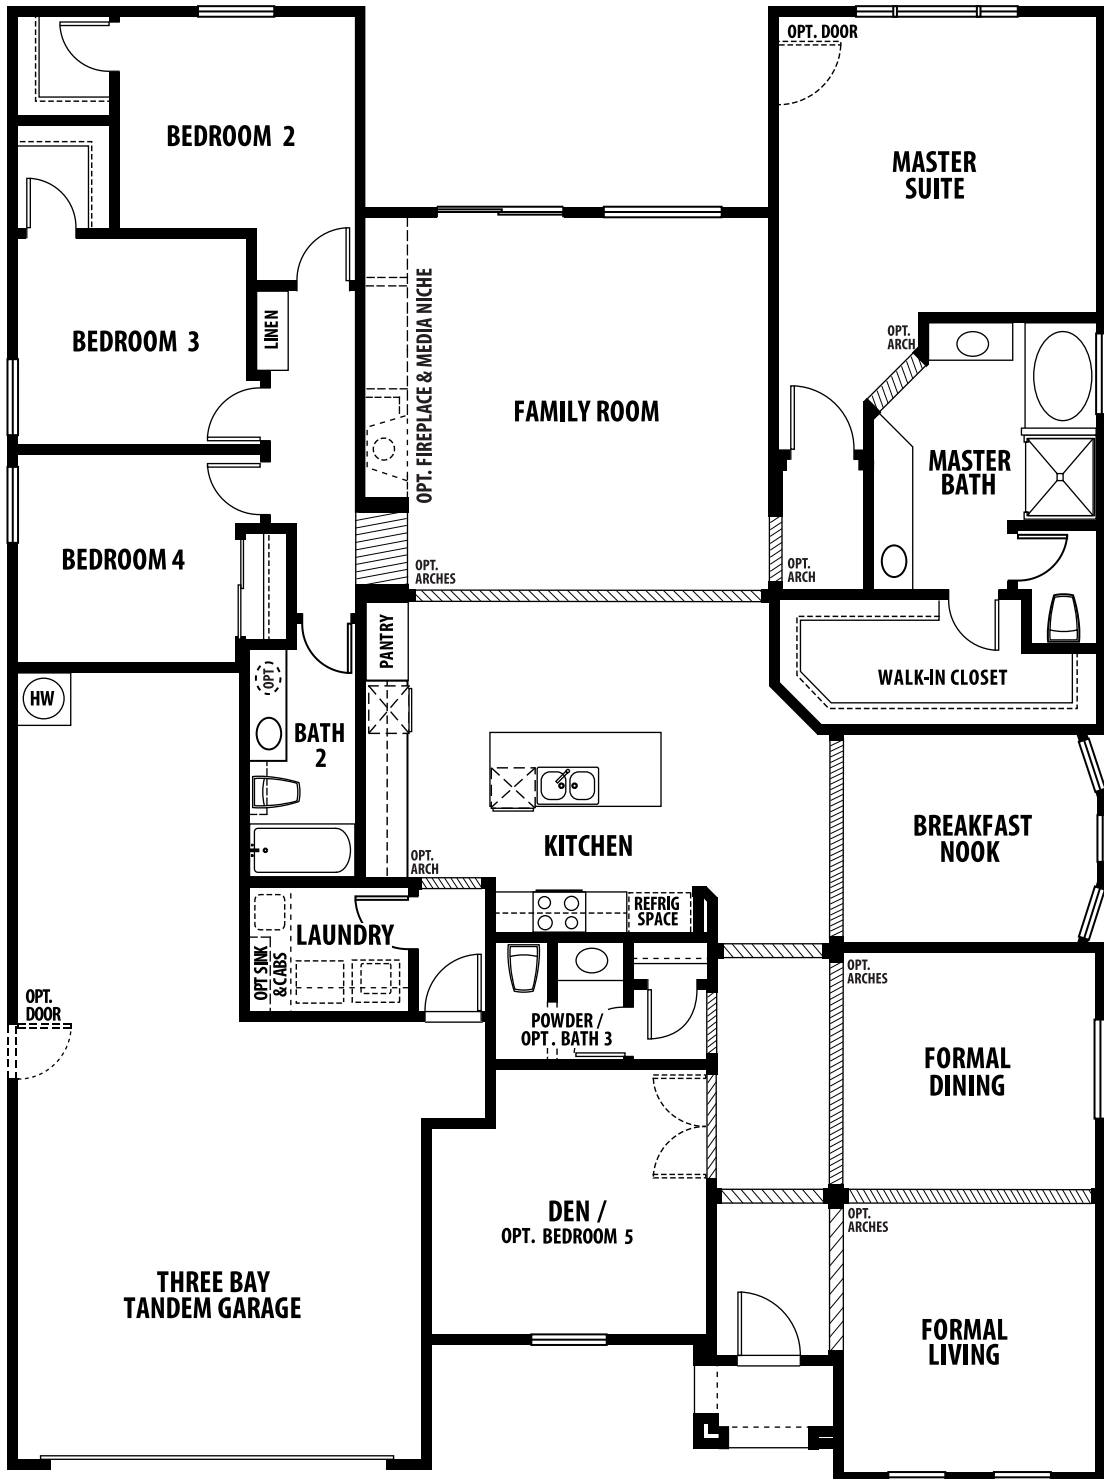 OPT. DOOR
BEDROOM 2
MASTER
SUITE
LINEN
BEDROOM 3
OPT. FIREPLACE & MEDIA NICHE
OPT.
ARCH
FAMILY ROOM
MASTER
BATH
BEDROOM 4
OPT.
ARCHES
OPT.
ARCH
PANTRY
WALK-IN CLOSET
HW
OPT
BATH
2
BREAKFAST
NOOK
KITCHEN
OPT.
ARCH
REFRIG
SPACE
LAUNDRY
OPT SINK
& CABS
OPT.
DOOR
POWDER /
OPT. BATH 3
OPT.
ARCHES
FORMAL
DINING
DEN /
OPT. BEDROOM 5
OPT.
ARCHES
THREE BAY
TANDEM GARAGE
FORMAL
LIVING